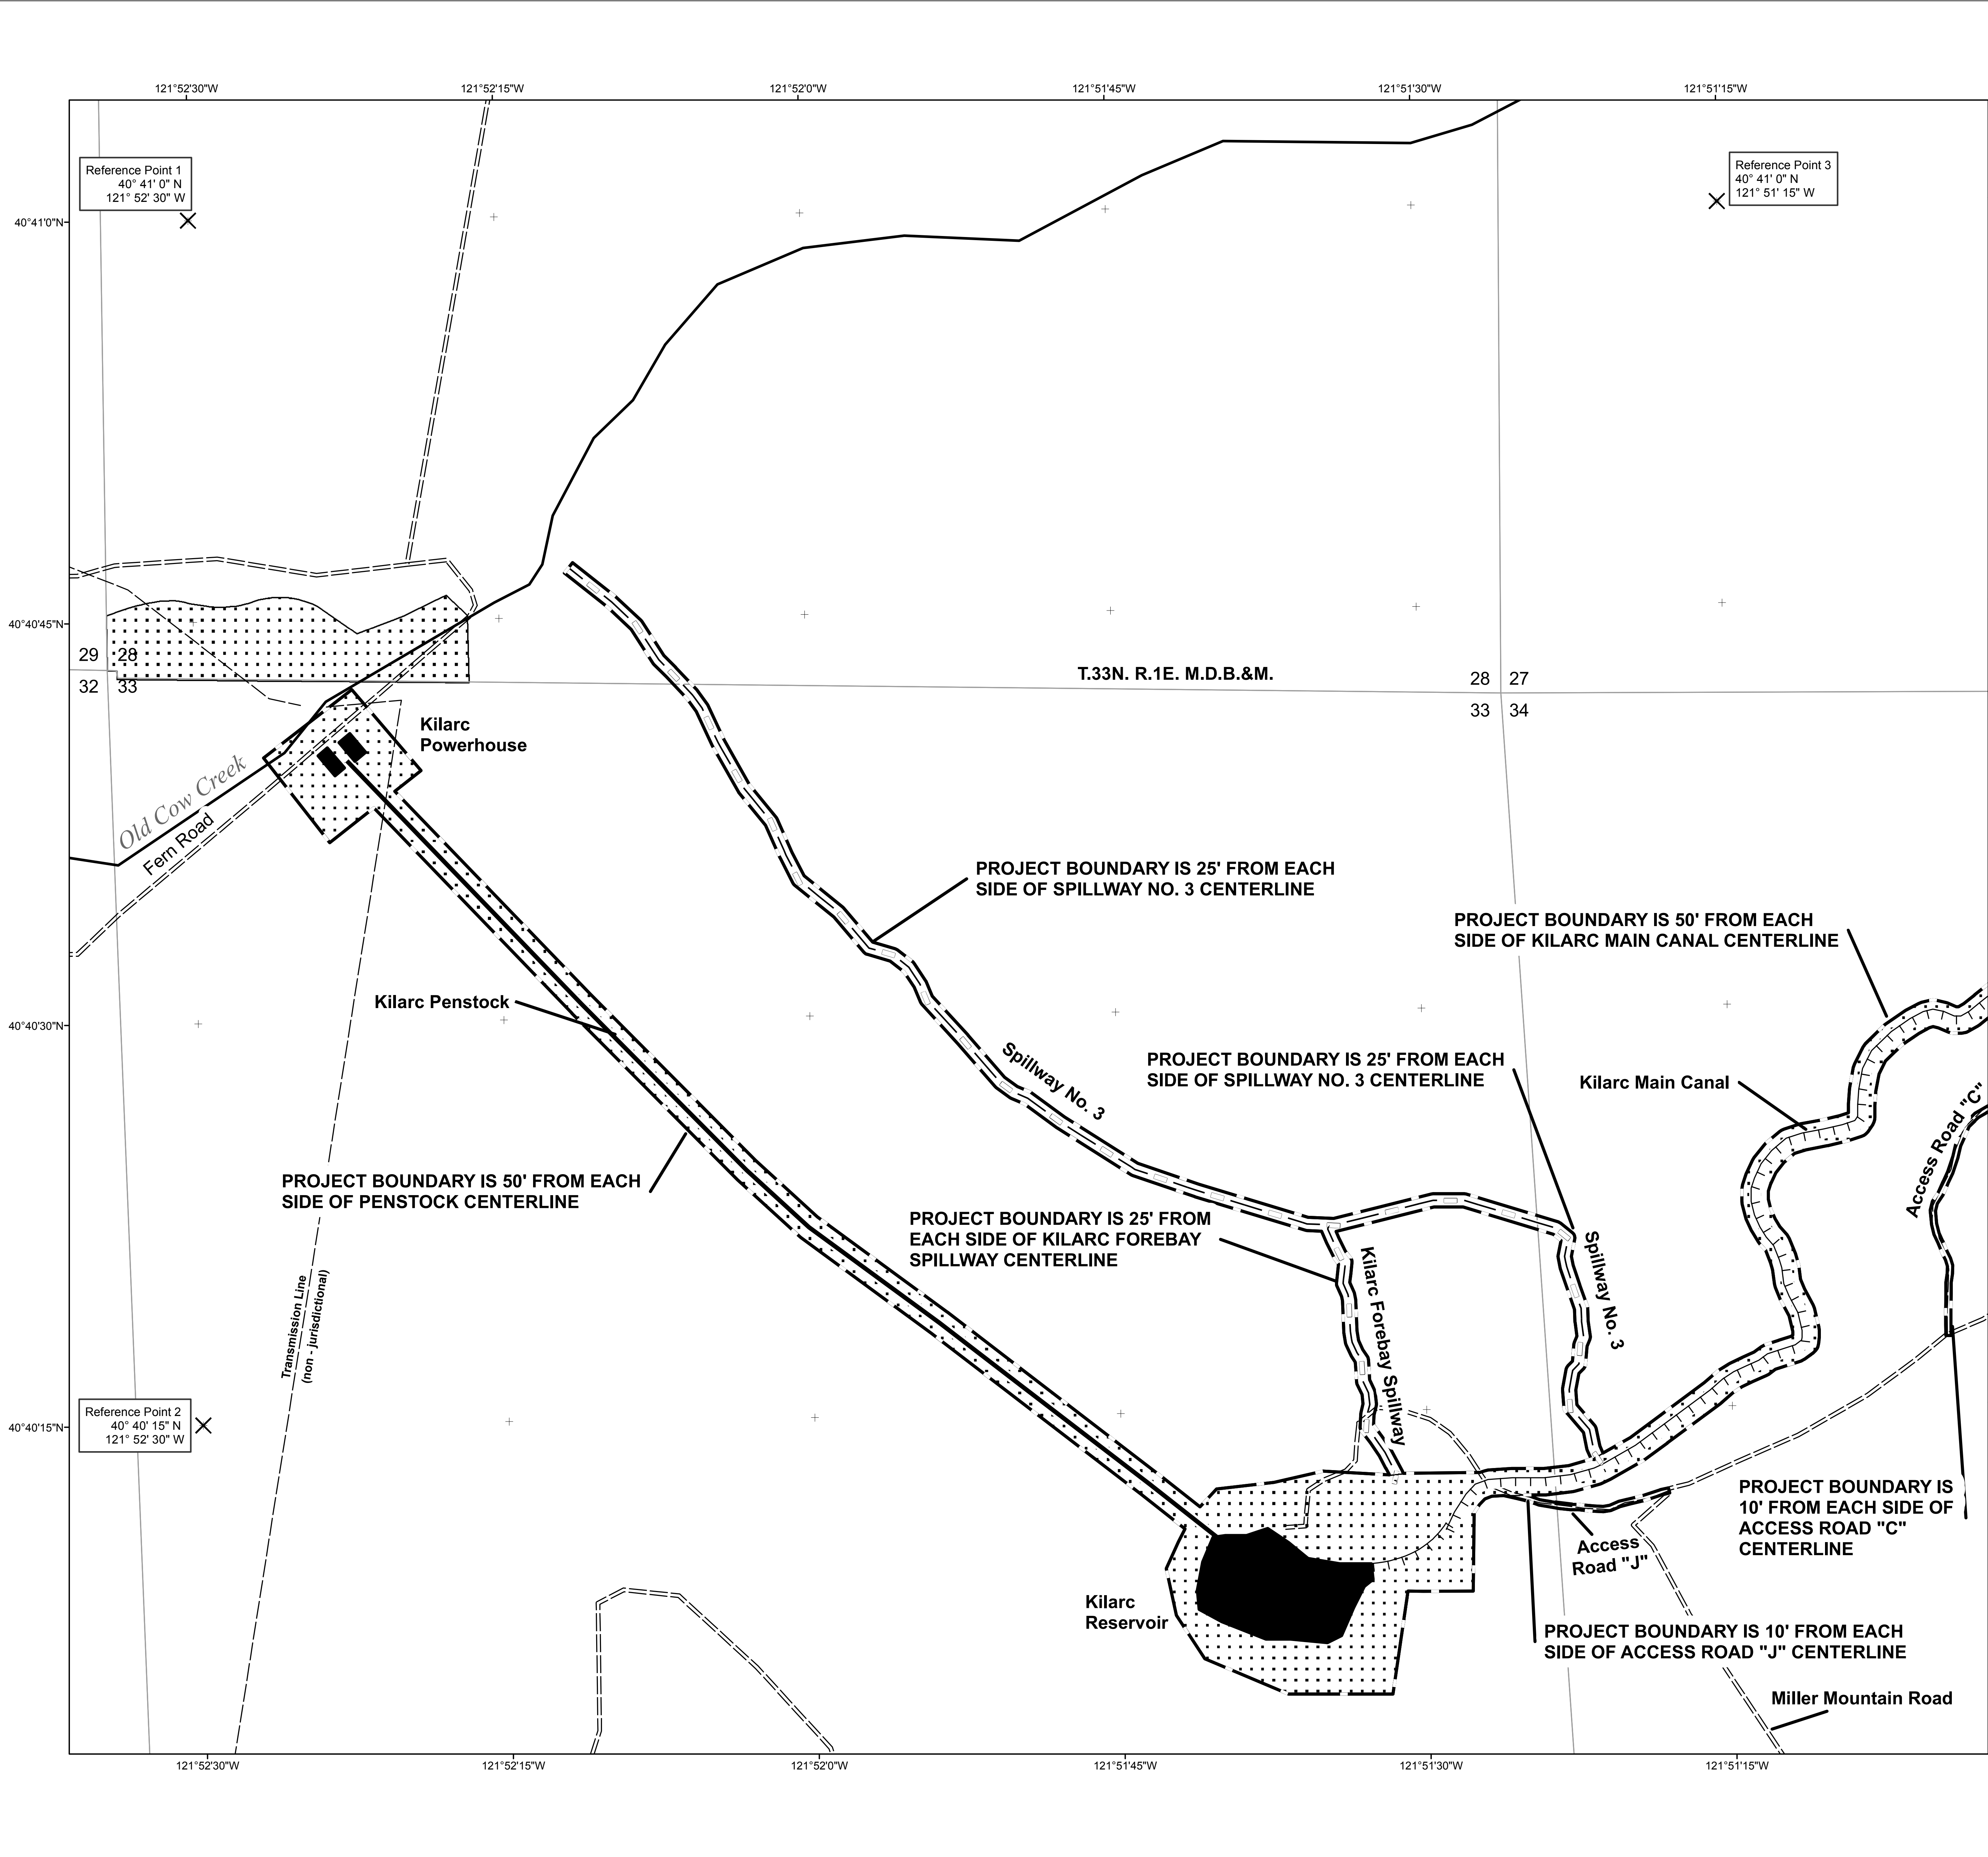 121°52'30"W
121°52'15"W
121°52'0"W
121°51'45"W
121°51'30"W
121°51'15"W
Reference Point 1
40° 41' 0" N
121° 52' 30" W
Reference Point 3
40° 41' 0" N
121° 51' 15" W
40°41'0"N
40°40'45"N
29
28
32
33
T.33N. R.1E. M.D.B.&M.
28
27
33
34
Kilarc
Powerhouse
Old Cow Creek
Fern Road
PROJECT BOUNDARY IS 25' FROM EACH
SIDE OF SPILLWAY NO. 3 CENTERLINE
PROJECT BOUNDARY IS 50' FROM EACH
SIDE OF KILARC MAIN CANAL CENTERLINE
Kilarc Penstock
40°40'30"N
Spillway No. 3
PROJECT BOUNDARY IS 25' FROM EACH
SIDE OF SPILLWAY NO. 3 CENTERLINE
Kilarc Main Canal
Access Road "C"
PROJECT BOUNDARY IS 50' FROM EACH
SIDE OF PENSTOCK CENTERLINE
PROJECT BOUNDARY IS 25' FROM
EACH SIDE OF KILARC FOREBAY
SPILLWAY CENTERLINE
Kilarc Forebay Spillway
Spillway No. 3
Transmission Line
(non - jurisdictional)
Reference Point 2
40° 40' 15" N
121° 52' 30" W
40°40'15"N
PROJECT BOUNDARY IS
10' FROM EACH SIDE OF
ACCESS ROAD "C"
CENTERLINE
Access
Road "J"
Kilarc
Reservoir
PROJECT BOUNDARY IS 10' FROM EACH
SIDE OF ACCESS ROAD "J" CENTERLINE
Miller Mountain Road
121°52'30"W
121°52'15"W
121°52'0"W
121°51'45"W
121°51'30"W
121°51'15"W